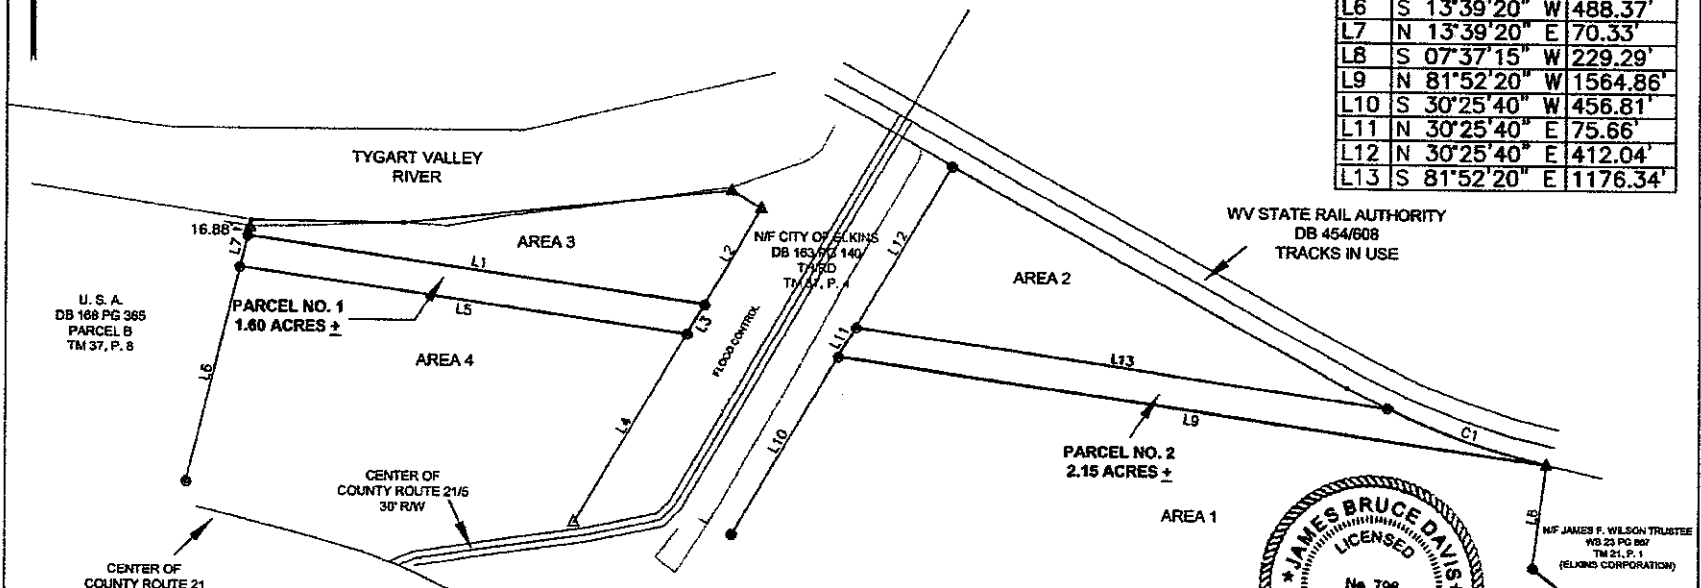 L6 S 13°39'20" W 488.37'
L7 N 13°39'20" E 70.33'
L8 S 07°37'15" W 229.29'
L9 N 81°52'20" W 1564.86'
L10 S 30°25'40" W 456.81'
L11 N 30°25'40" E 75.66'
L12 N 30°25'40" E 412.04'
L13 S 81°52'20" E 1176.34'
TYGART VALLEY
RIVER
WV STATE RAIL AUTHORITY
DB 454/608
TRACKS IN USE
16.88'
L7
L1
AREA 3
L2
N/F CITY OF ELKINS
DB 163 PG 140
THIRD
TM 37, P. 4
L12
AREA 2
U. S. A.
DB 168 PG 365
PARCEL B
TM 37, P. 8
PARCEL NO. 1
1.60 ACRES ±
L5
L3
FLOOD CONTROL
L11
L13
L6
AREA 4
L4
L10
L9
C1
PARCEL NO. 2
2.15 ACRES ±
CENTER OF
COUNTY ROUTE 21/5
30' R/W
AREA 1
L8
JAMES BRUCE DAVIS
LICENSED
No. 798
N/F JAMES F. WILSON TRUSTEE
WB 23 PG 867
TM 21, P. 1
(ELKINS CORPORATION)
CENTER OF
COUNTY ROUTE 21